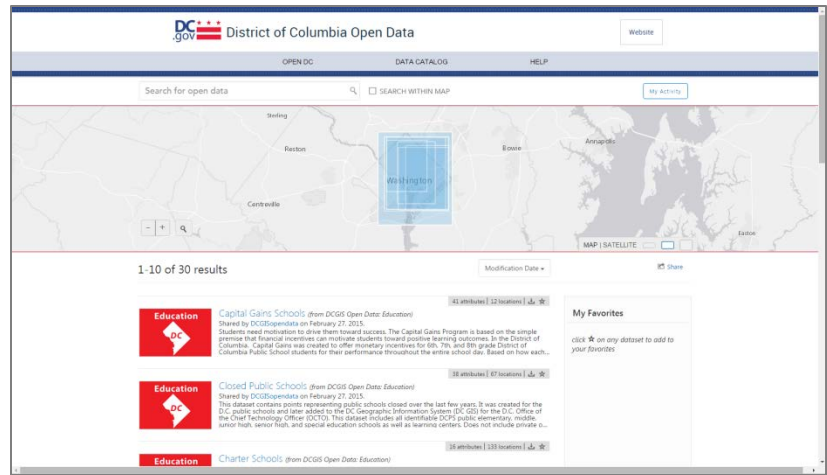 DC
.gov
District of Columbia Open Data
Website
OPEN DC
DATA CATALOG
HELP
Search for open data
SEARCH WITHIN MAP
My Activity
Sterling
Reston
Bowie
Annapolis
Washington
Centreville
Easton
- +
MAP | SATELLITE
1-10 of 30 results
Modification Date
Share
41 attributes | 12 locations |
Education
DC
Capital Gains Schools (from DCGIS Open Data: Education)
Shared by DCGISopendata on February 27, 2015.
Students need motivation to drive them toward success. The Capital Gains Program is based on the simple
premise that financial incentives can motivate students toward positive learning outcomes. In the District of
Columbia. Capital Gains was created to offer monetary incentives for 6th, 7th, and 8th grade District of
Columbia Public School students for their performance throughout the entire school day. Based on how each...
My Favorites
click ★ on any dataset to add to
your favorites
38 attributes | 67 locations |
Education
DC
Closed Public Schools (from DCGIS Open Data: Education)
Shared by DCGISopendata on February 27, 2015.
This dataset contains points representing public schools closed over the last few years. It was created for the
D.C. public schools and later added to the DC Geographic Information System (DC GIS) for the D.C. Office of
the Chief Technology Officer (OCTO). This dataset includes all identifiable DCPS public elementary, middle,
junior high, senior high, and special education schools as well as learning centers. Does not include private o...
16 attributes | 133 locations |
Education
Charter Schools (from DCGIS Open Data: Education)